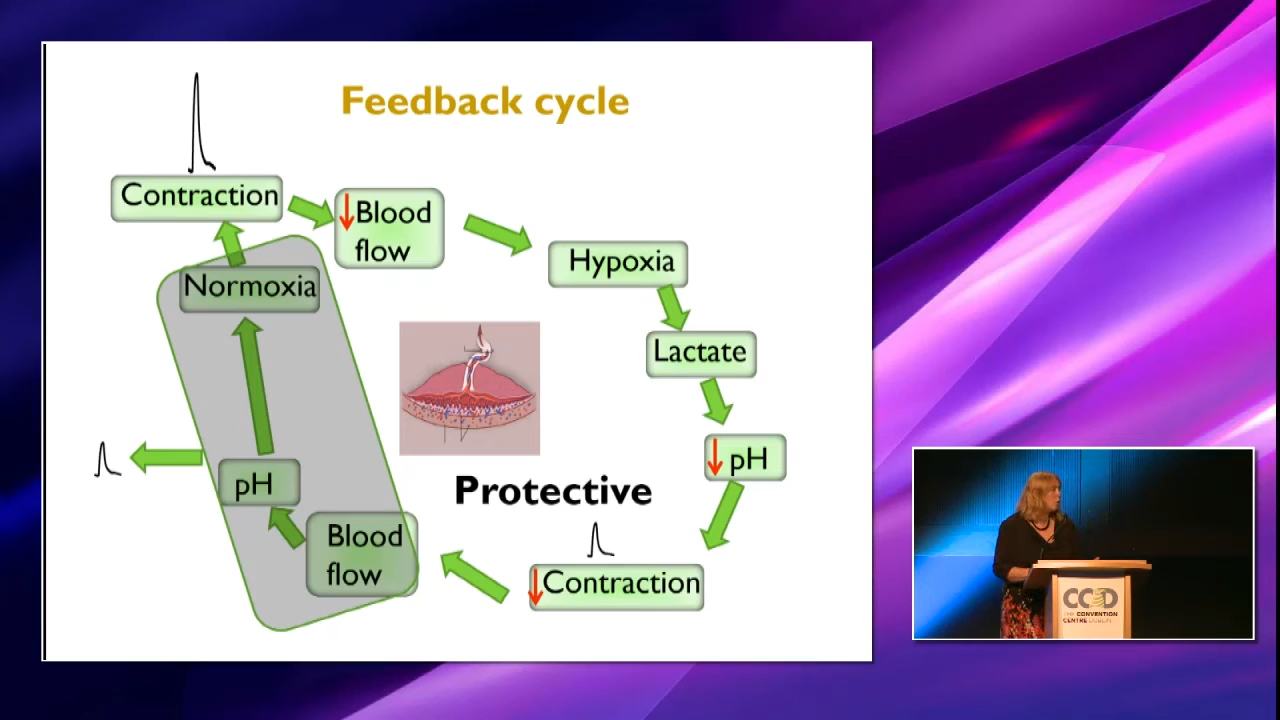 Feedback cycle
Contraction
↓Blood
flow
Hypoxia
Normoxia
Lactate
↓pH
pH
Protective
Blood
flow
↓Contraction
CCD
THE CONVENTION
CENTRE DUBLIN